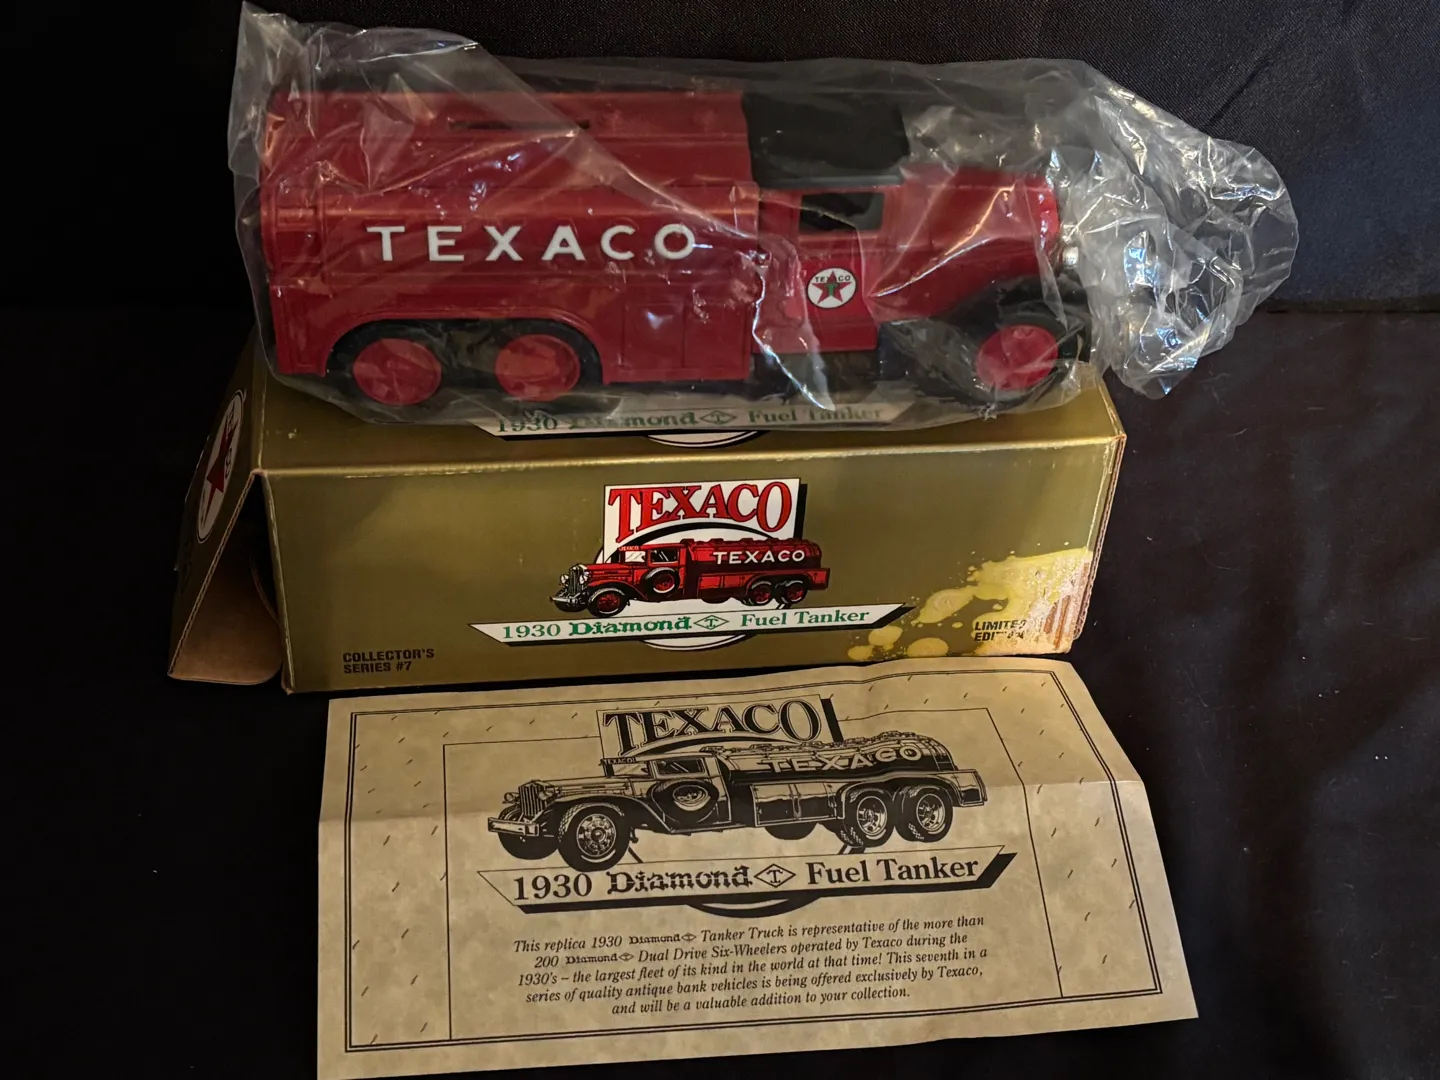 TEXACO
TEXACO
T
1930 Diamond T Fuel Tanker
TEXACO
TEXACO
1930 Diamond T Fuel Tanker
COLLECTOR'S
SERIES #7
LIMITED
TEXACO
TEXACO
TEXACO
1930 Diamond T Fuel Tanker
This replica 1930 Diamond T Tanker Truck is representative of the more than
200 Diamond T Dual Drive Six-Wheelers operated by Texaco during the
1930's – the largest fleet of its kind in the world at that time! This seventh in a
series of quality antique bank vehicles is being offered exclusively by Texaco,
and will be a valuable addition to your collection.